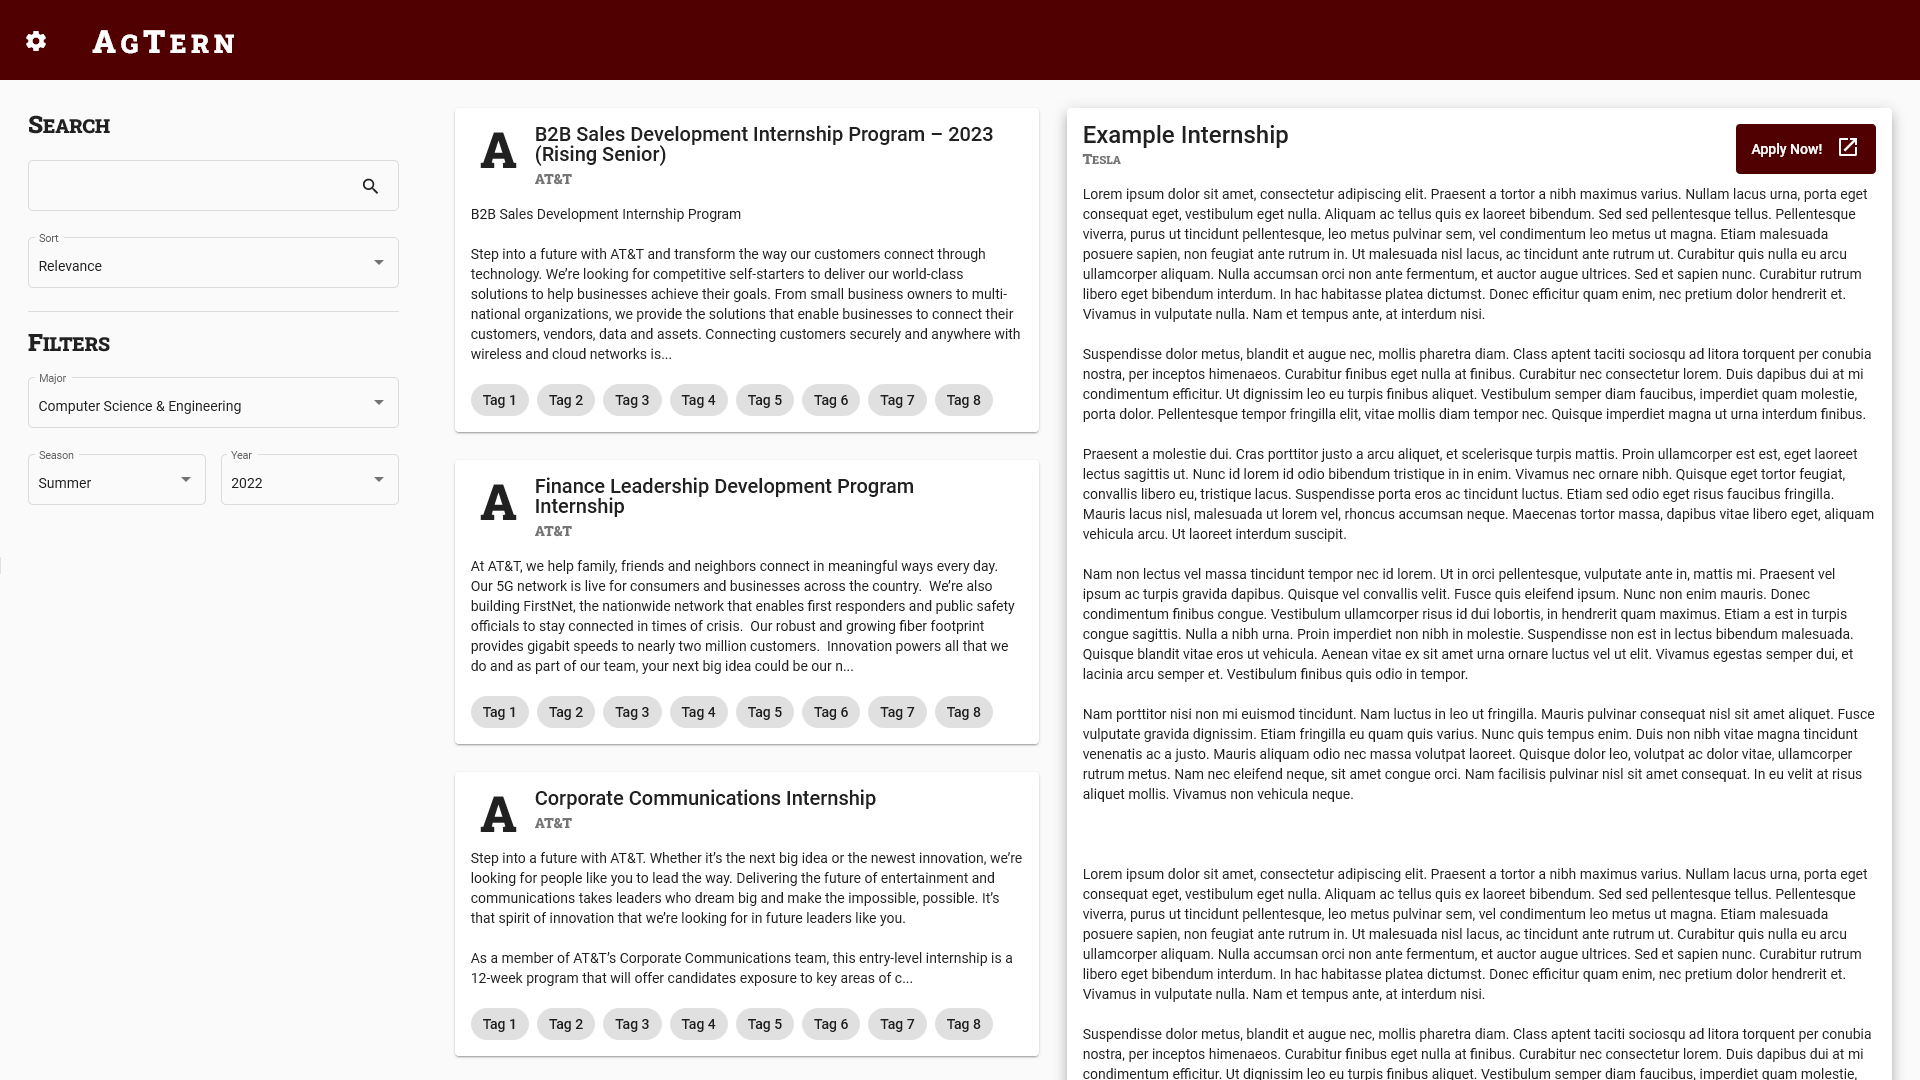 AgTern
Search
Sort
Relevance
Filters
Major
Computer Science & Engineering
Season
Summer
Year
2022
A
B2B Sales Development Internship Program – 2023
(Rising Senior)
AT&T
B2B Sales Development Internship Program
Step into a future with AT&T and transform the way our customers connect through
technology. We’re looking for competitive self-starters to deliver our world-class
solutions to help businesses achieve their goals. From small business owners to multi-
national organizations, we provide the solutions that enable businesses to connect their
customers, vendors, data and assets. Connecting customers securely and anywhere with
wireless and cloud networks is...
Tag 1 Tag 2 Tag 3 Tag 4 Tag 5 Tag 6 Tag 7 Tag 8
A
Finance Leadership Development Program
Internship
AT&T
At AT&T, we help family, friends and neighbors connect in meaningful ways every day.
Our 5G network is live for consumers and businesses across the country.  We’re also
building FirstNet, the nationwide network that enables first responders and public safety
officials to stay connected in times of crisis.  Our robust and growing fiber footprint
provides gigabit speeds to nearly two million customers.  Innovation powers all that we
do and as part of our team, your next big idea could be our n...
Tag 1 Tag 2 Tag 3 Tag 4 Tag 5 Tag 6 Tag 7 Tag 8
A
Corporate Communications Internship
AT&T
Step into a future with AT&T. Whether it’s the next big idea or the newest innovation, we’re
looking for people like you to lead the way. Delivering the future of entertainment and
communications takes leaders who dream big and make the impossible, possible. It’s
that spirit of innovation that we’re looking for in future leaders like you.
As a member of AT&T’s Corporate Communications team, this entry-level internship is a
12-week program that will offer candidates exposure to key areas of c...
Tag 1 Tag 2 Tag 3 Tag 4 Tag 5 Tag 6 Tag 7 Tag 8
Example Internship
Tesla
Apply Now!
Lorem ipsum dolor sit amet, consectetur adipiscing elit. Praesent a tortor a nibh maximus varius. Nullam lacus urna, porta eget
consequat eget, vestibulum eget nulla. Aliquam ac tellus quis ex laoreet bibendum. Sed sed pellentesque tellus. Pellentesque
viverra, purus ut tincidunt pellentesque, leo metus pulvinar sem, vel condimentum leo metus ut magna. Etiam malesuada
posuere sapien, non feugiat ante rutrum in. Ut malesuada nisl lacus, ac tincidunt ante rutrum ut. Curabitur quis nulla eu arcu
ullamcorper aliquam. Nulla accumsan orci non ante fermentum, et auctor augue ultrices. Sed et sapien nunc. Curabitur rutrum
libero eget bibendum interdum. In hac habitasse platea dictumst. Donec efficitur quam enim, nec pretium dolor hendrerit et.
Vivamus in vulputate nulla. Nam et tempus ante, at interdum nisi.
Suspendisse dolor metus, blandit et augue nec, mollis pharetra diam. Class aptent taciti sociosqu ad litora torquent per conubia
nostra, per inceptos himenaeos. Curabitur finibus eget nulla at finibus. Curabitur nec consectetur lorem. Duis dapibus dui at mi
condimentum efficitur. Ut dignissim leo eu turpis finibus aliquet. Vestibulum semper diam faucibus, imperdiet quam molestie,
porta dolor. Pellentesque tempor fringilla elit, vitae mollis diam tempor nec. Quisque imperdiet magna ut urna interdum finibus.
Praesent a molestie dui. Cras porttitor justo a arcu aliquet, et scelerisque turpis mattis. Proin ullamcorper est est, eget laoreet
lectus sagittis ut. Nunc id lorem id odio bibendum tristique in in enim. Vivamus nec ornare nibh. Quisque eget tortor feugiat,
convallis libero eu, tristique lacus. Suspendisse porta eros ac tincidunt luctus. Etiam sed odio eget risus faucibus fringilla.
Mauris lacus nisl, malesuada ut lorem vel, rhoncus accumsan neque. Maecenas tortor massa, dapibus vitae libero eget, aliquam
vehicula arcu. Ut laoreet interdum suscipit.
Nam non lectus vel massa tincidunt tempor nec id lorem. Ut in orci pellentesque, vulputate ante in, mattis mi. Praesent vel
ipsum ac turpis gravida dapibus. Quisque vel convallis velit. Fusce quis eleifend ipsum. Nunc non enim mauris. Donec
condimentum finibus congue. Vestibulum ullamcorper risus id dui lobortis, in hendrerit quam maximus. Etiam a est in turpis
congue sagittis. Nulla a nibh urna. Proin imperdiet non nibh in molestie. Suspendisse non est in lectus bibendum malesuada.
Quisque blandit vitae eros ut vehicula. Aenean vitae ex sit amet urna ornare luctus vel ut elit. Vivamus egestas semper dui, et
lacinia arcu semper et. Vestibulum finibus quis odio in tempor.
Nam porttitor nisi non mi euismod tincidunt. Nam luctus in leo ut fringilla. Mauris pulvinar consequat nisl sit amet aliquet. Fusce
vulputate gravida dignissim. Etiam fringilla eu quam quis varius. Nunc quis tempus enim. Duis non nibh vitae magna tincidunt
venenatis ac a justo. Mauris aliquam odio nec massa volutpat laoreet. Quisque dolor leo, volutpat ac dolor vitae, ullamcorper
rutrum metus. Nam nec eleifend neque, sit amet congue orci. Nam facilisis pulvinar nisl sit amet consequat. In eu velit at risus
aliquet mollis. Vivamus non vehicula neque.
Lorem ipsum dolor sit amet, consectetur adipiscing elit. Praesent a tortor a nibh maximus varius. Nullam lacus urna, porta eget
consequat eget, vestibulum eget nulla. Aliquam ac tellus quis ex laoreet bibendum. Sed sed pellentesque tellus. Pellentesque
viverra, purus ut tincidunt pellentesque, leo metus pulvinar sem, vel condimentum leo metus ut magna. Etiam malesuada
posuere sapien, non feugiat ante rutrum in. Ut malesuada nisl lacus, ac tincidunt ante rutrum ut. Curabitur quis nulla eu arcu
ullamcorper aliquam. Nulla accumsan orci non ante fermentum, et auctor augue ultrices. Sed et sapien nunc. Curabitur rutrum
libero eget bibendum interdum. In hac habitasse platea dictumst. Donec efficitur quam enim, nec pretium dolor hendrerit et.
Vivamus in vulputate nulla. Nam et tempus ante, at interdum nisi.
Suspendisse dolor metus, blandit et augue nec, mollis pharetra diam. Class aptent taciti sociosqu ad litora torquent per conubia
nostra, per inceptos himenaeos. Curabitur finibus eget nulla at finibus. Curabitur nec consectetur lorem. Duis dapibus dui at mi
condimentum efficitur. Ut dignissim leo eu turpis finibus aliquet. Vestibulum semper diam faucibus, imperdiet quam molestie,